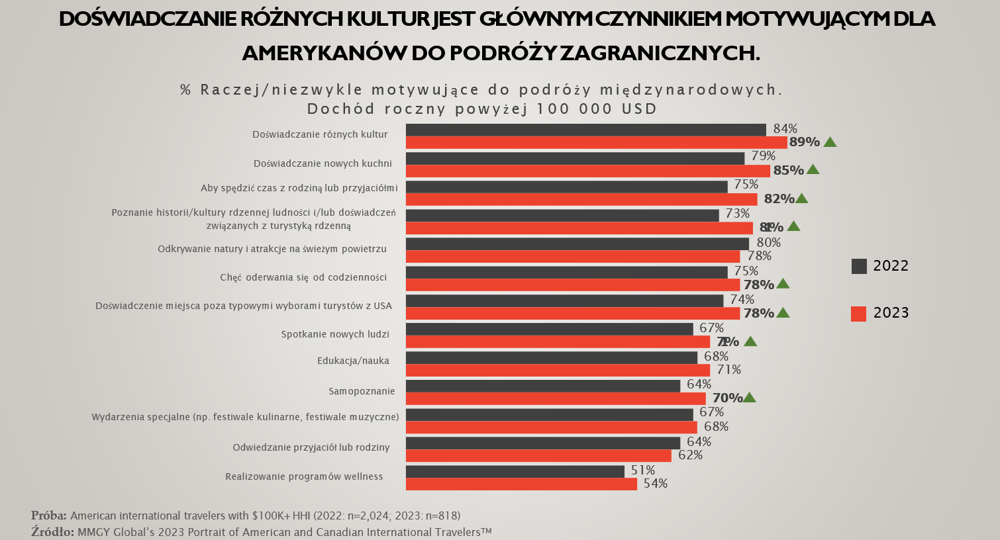 DOŚWIADCZANIE RÓŻNYCH KULTUR JEST GŁÓWNYM CZYNNIKIEM MOTYWUJĄCYM DLA
AMERYKANÓW DO PODRÓŻY ZAGRANICZNYCH.
% Raczej/niezwykle motywujące do podróży międzynarodowych.
Dochód roczny powyżej 100 000 USD
Doświadczanie różnych kultur
84%
89%
Doświadczanie nowych kuchni
79%
85%
Aby spędzić czas z rodziną lub przyjaciółmi
75%
82%
Poznanie historii/kultury rdzennej ludności i/lub doświadczeń
związanych z turystyką rdzenną
73%
81%
Odkrywanie natury i atrakcje na świeżym powietrzu
80%
78%
Chęć oderwania się od codzienności
75%
78%
Doświadczenie miejsca poza typowymi wyborami turystów z USA
74%
78%
Spotkanie nowych ludzi
67%
71%
Edukacja/nauka
68%
71%
Samopoznanie
64%
70%
Wydarzenia specjalne (np. festiwale kulinarne, festiwale muzyczne)
67%
68%
Odwiedzanie przyjaciół lub rodziny
64%
62%
Realizowanie programów wellness
51%
54%
2022
2023
Próba: American international travelers with $100K+ HHI (2022: n=2,024; 2023: n=818)
Źródło: MMGY Global's 2023 Portrait of American and Canadian International Travelers™